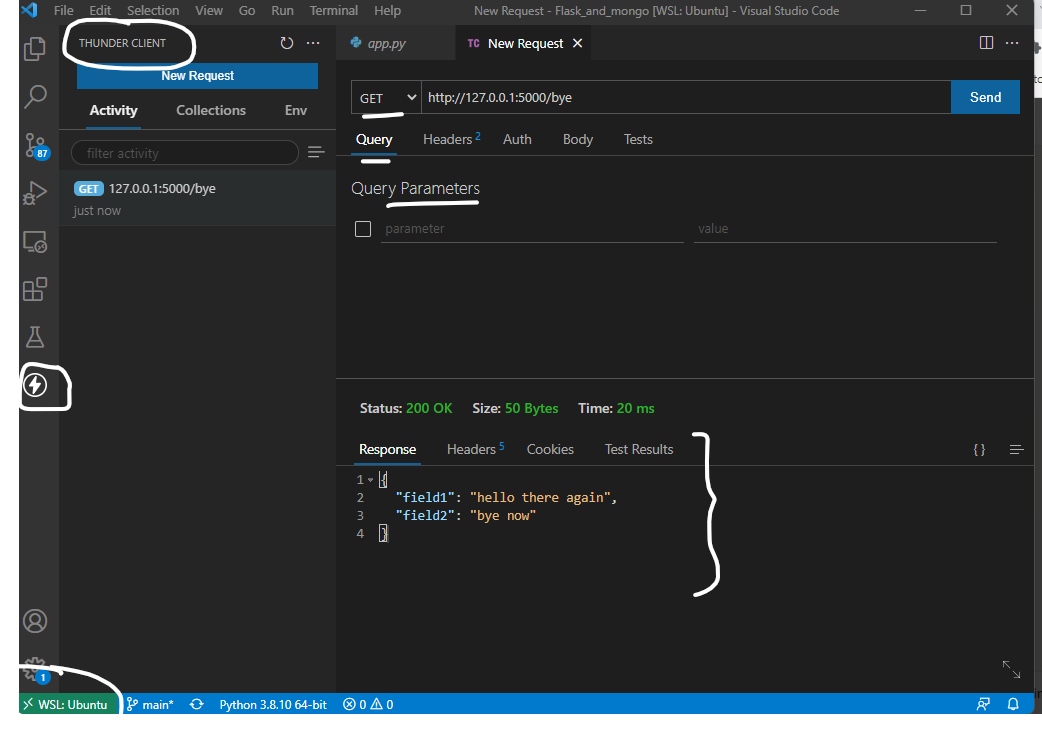 File Edit Selection View Go Run Terminal Help New Request - Flask_and_mongo [WSL: Ubuntu] - Visual Studio Code
THUNDER CLIENT
New Request
Activity Collections Env
filter activity
GET 127.0.0.1:5000/bye
just now
87
1
app.py TC New Request
GET http://127.0.0.1:5000/bye Send
Query Headers 2 Auth Body Tests
Query Parameters
parameter value
Status: 200 OK Size: 50 Bytes Time: 20 ms
Response Headers 5 Cookies Test Results {}
1 {
2 "field1": "hello there again",
3 "field2": "bye now"
4 }
WSL: Ubuntu main* Python 3.8.10 64-bit 0 0